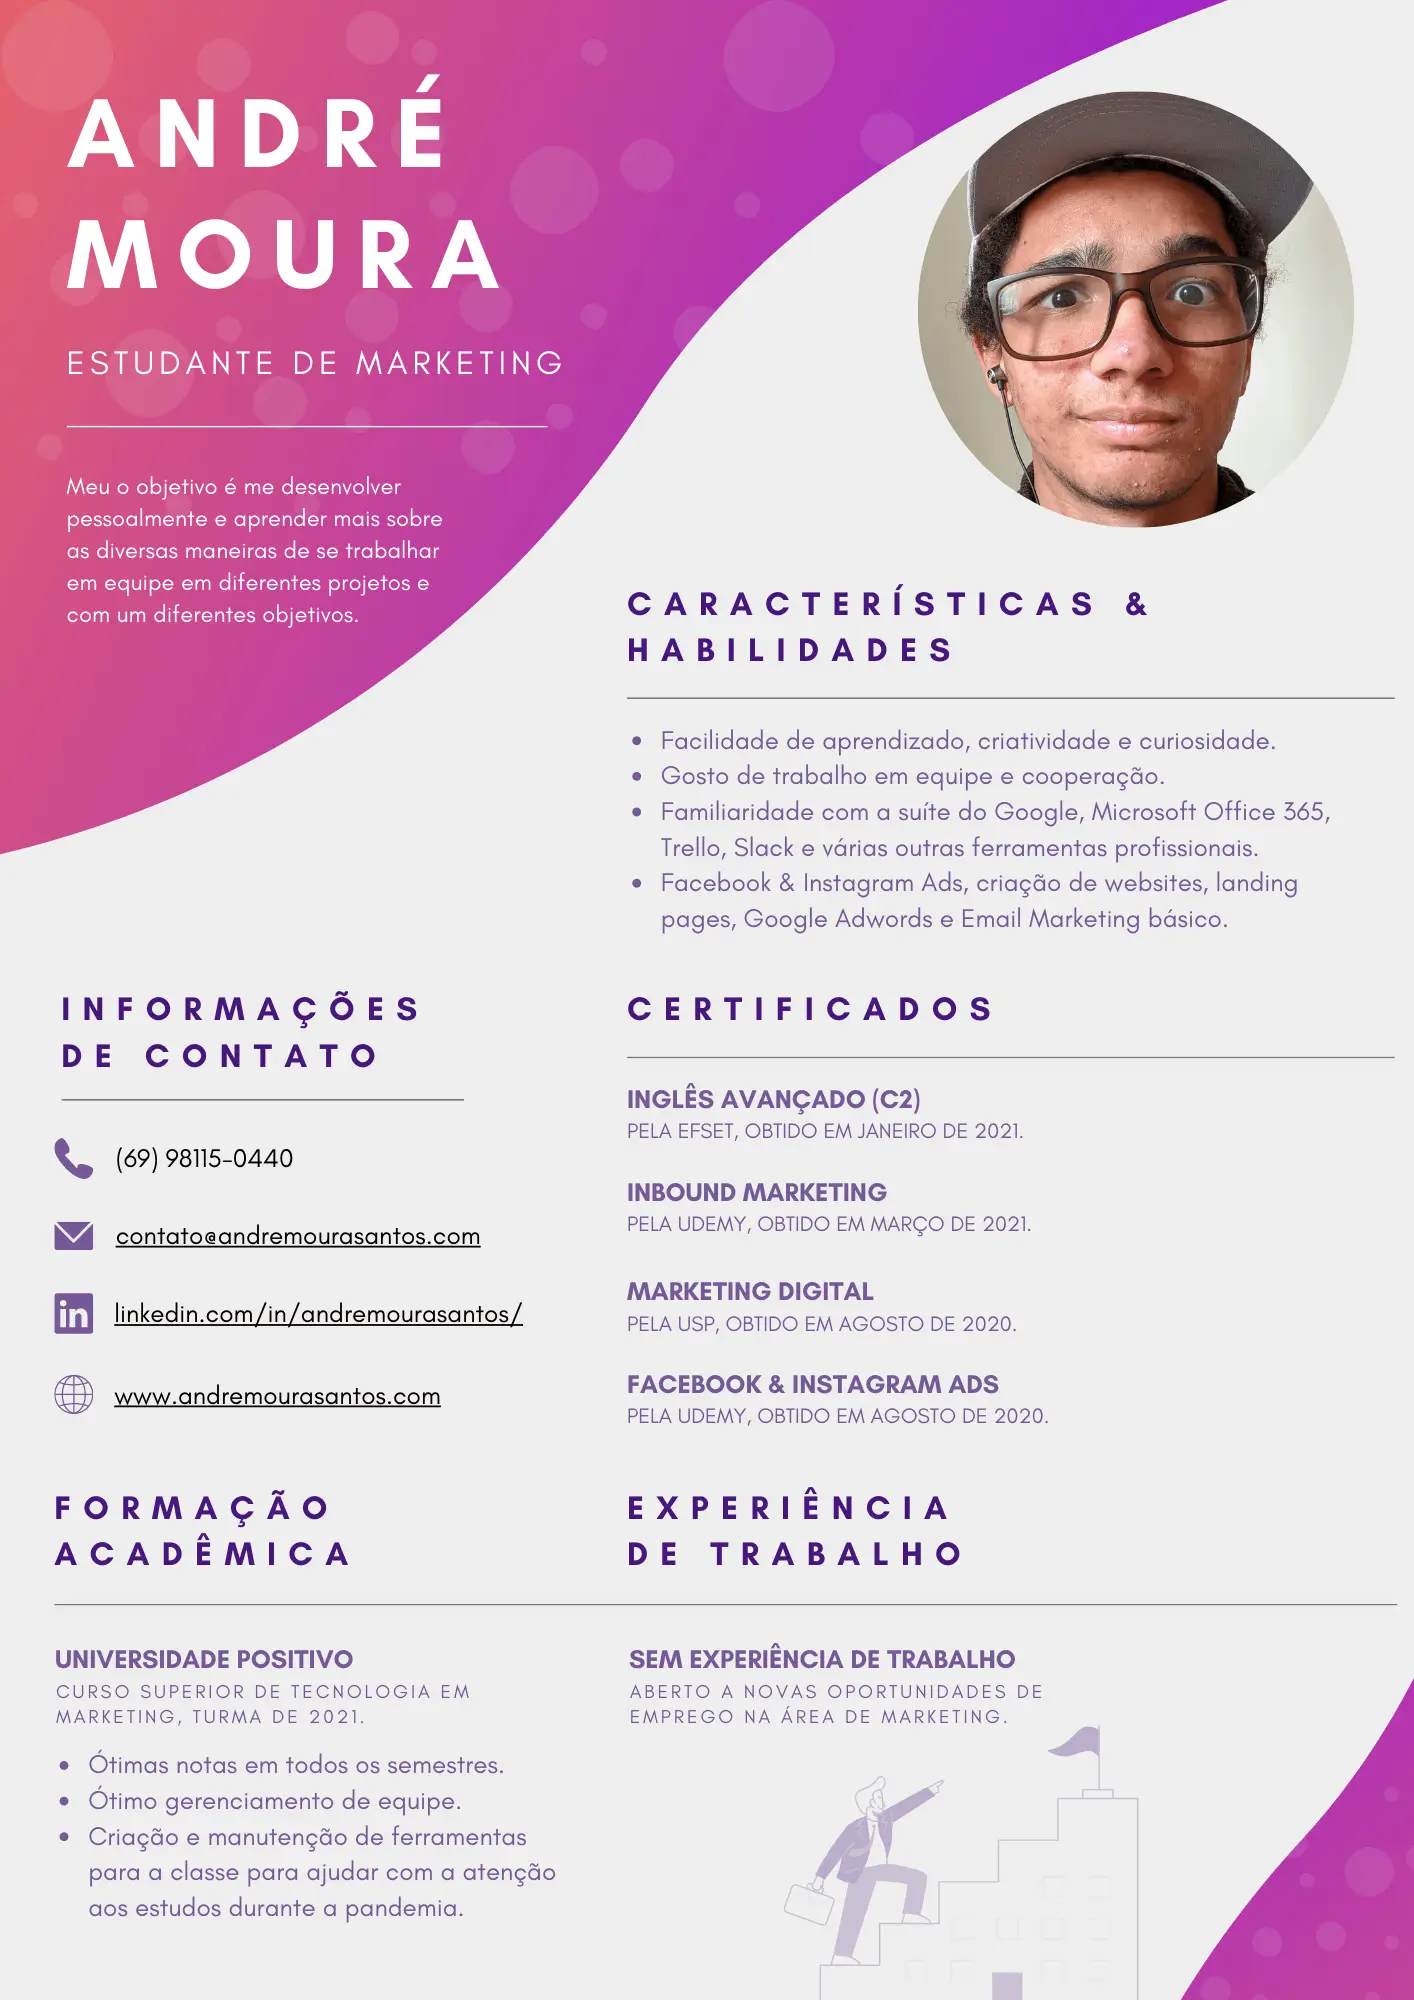 ANDRÉ
MOURA
ESTUDANTE DE MARKETING
Meu o objetivo é me desenvolver
pessoalmente e aprender mais sobre
as diversas maneiras de se trabalhar
em equipe em diferentes projetos e
com um diferentes objetivos.
CARACTERÍSTICAS &
HABILIDADES
• Facilidade de aprendizado, criatividade e curiosidade.
• Gosto de trabalho em equipe e cooperação.
• Familiaridade com a suíte do Google, Microsoft Office 365,
Trello, Slack e várias outras ferramentas profissionais.
• Facebook & Instagram Ads, criação de websites, landing
pages, Google Adwords e Email Marketing básico.
INFORMAÇÕES
DE CONTATO
(69) 98115-0440
contato@andremourasantos.com
in
linkedin.com/in/andremourasantos/
www.andremourasantos.com
CERTIFICADOS
INGLÊS AVANÇADO (C2)
PELA EFSET, OBTIDO EM JANEIRO DE 2021.
INBOUND MARKETING
PELA UDEMY, OBTIDO EM MARÇO DE 2021.
MARKETING DIGITAL
PELA USP, OBTIDO EM AGOSTO DE 2020.
FACEBOOK & INSTAGRAM ADS
PELA UDEMY, OBTIDO EM AGOSTO DE 2020.
FORMAÇÃO
ACADÊMICA
UNIVERSIDADE POSITIVO
CURSO SUPERIOR DE TECNOLOGIA EM
MARKETING, TURMA DE 2021.
• Ótimas notas em todos os semestres.
• Ótimo gerenciamento de equipe.
• Criação e manutenção de ferramentas
para a classe para ajudar com a atenção
aos estudos durante a pandemia.
EXPERIÊNCIA
DE TRABALHO
SEM EXPERIÊNCIA DE TRABALHO
ABERTO A NOVAS OPORTUNIDADES DE
EMPREGO NA ÁREA DE MARKETING.